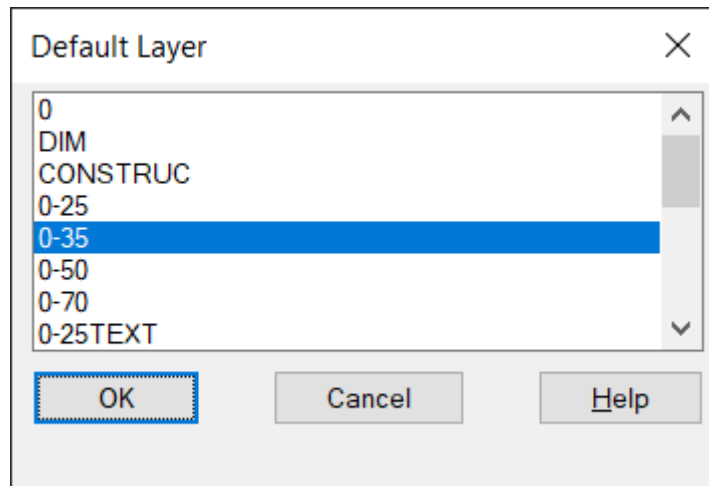 Default Layer
0
DIM
CONSTRUC
0-25
0-35
0-50
0-70
0-25TEXT
OK Cancel Help